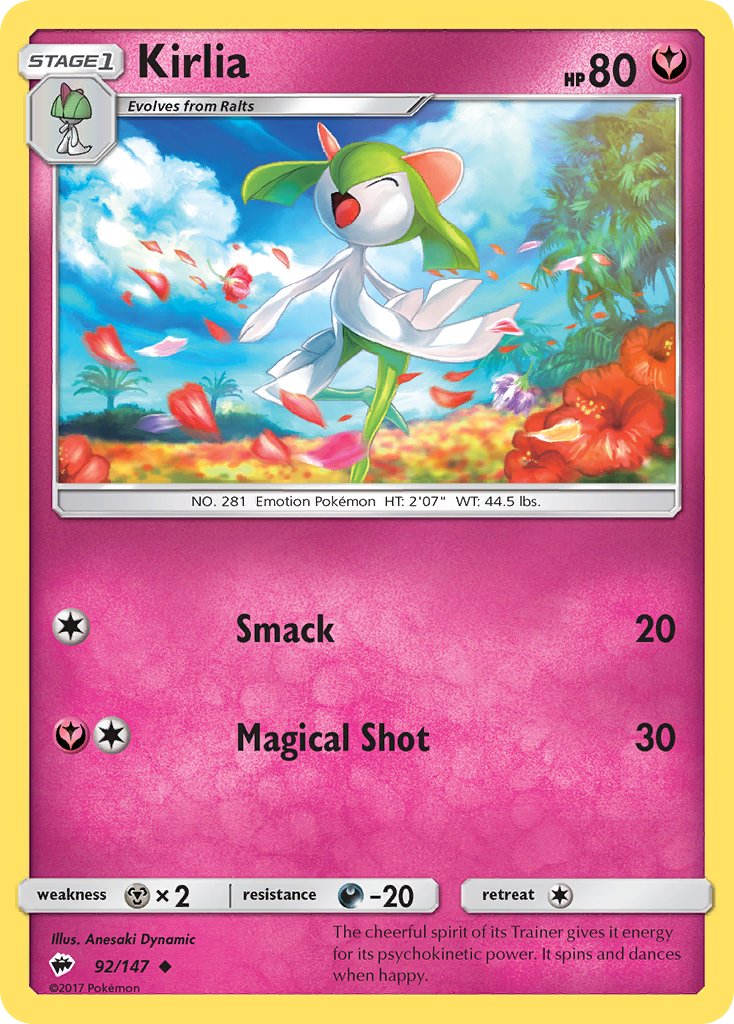 STAGE1
Kirlia
HP80
Evolves from Ralts
NO. 281 Emotion Pokémon HT: 2'07" WT: 44.5 lbs.
Smack 20
Magical Shot 30
weakness ×2 resistance -20 retreat
Illus. Anesaki Dynamic
92/147
©2017 Pokémon
The cheerful spirit of its Trainer gives it energy
for its psychokinetic power. It spins and dances
when happy.